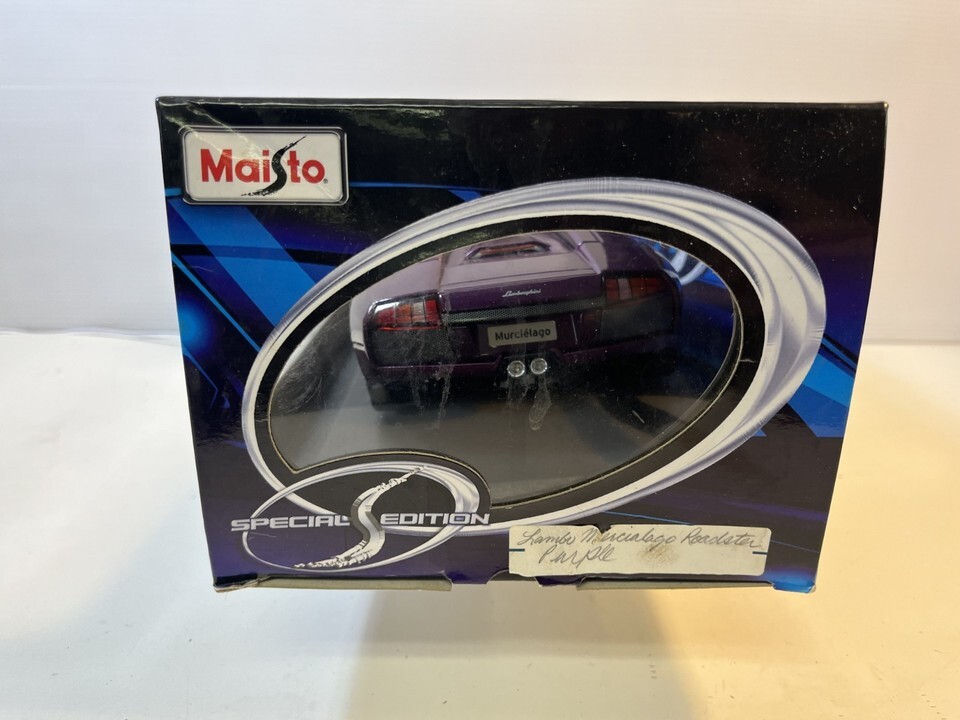 Maisto
Lamborghini
Murciélago
SPECIAL S EDITION
Lambo Murcialago Roadster
Purple